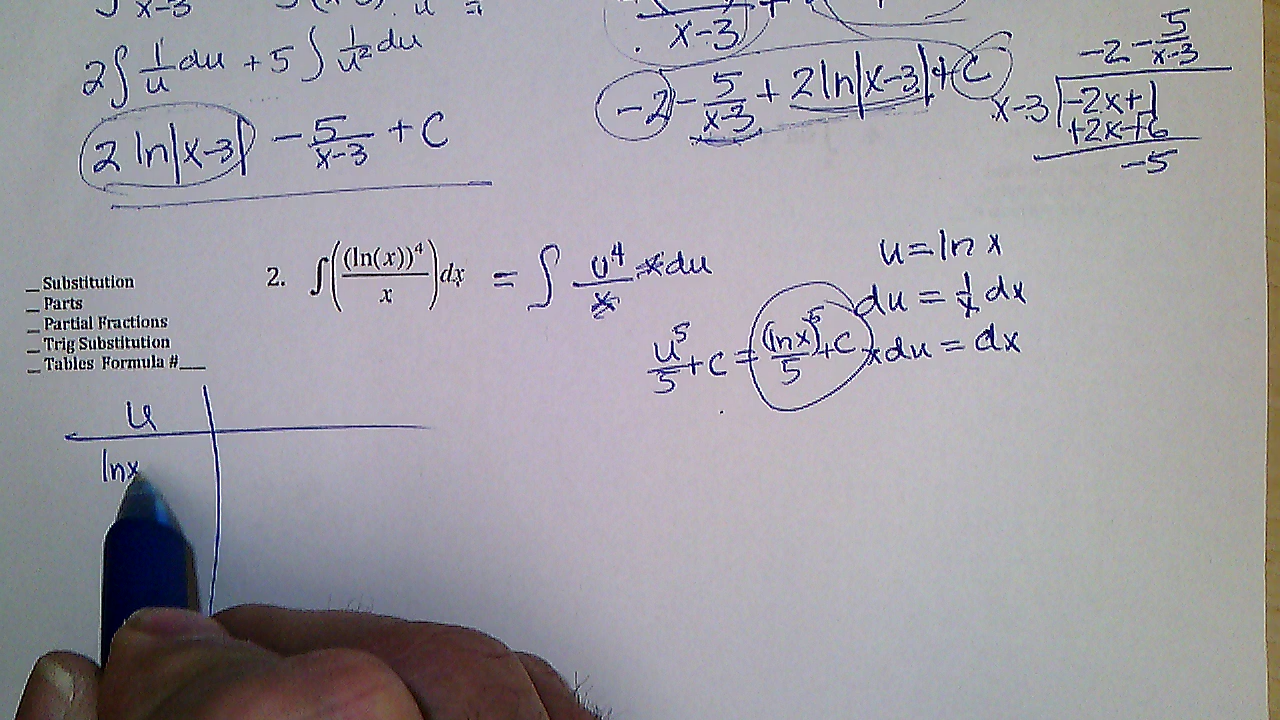 2∫ 1/u du + 5∫ 1/u² du
2 ln|x-3| - 5/(x-3) + C
x-3
-2 - 5/(x-3) + 2ln|x-3| + C
-2 - 5/(x-3)
x-3 -2x+1
+2x+6
-5
_ Substitution
_ Parts
_ Partial Fractions
_ Trig Substitution
_ Tables Formula #___
2. ∫((ln(x))⁴/x)dx = ∫ u⁴/x x du
u = ln x
du = 1/x dx
x du = dx
u⁵/5 + C = (ln x)⁵/5 + C
u
ln x